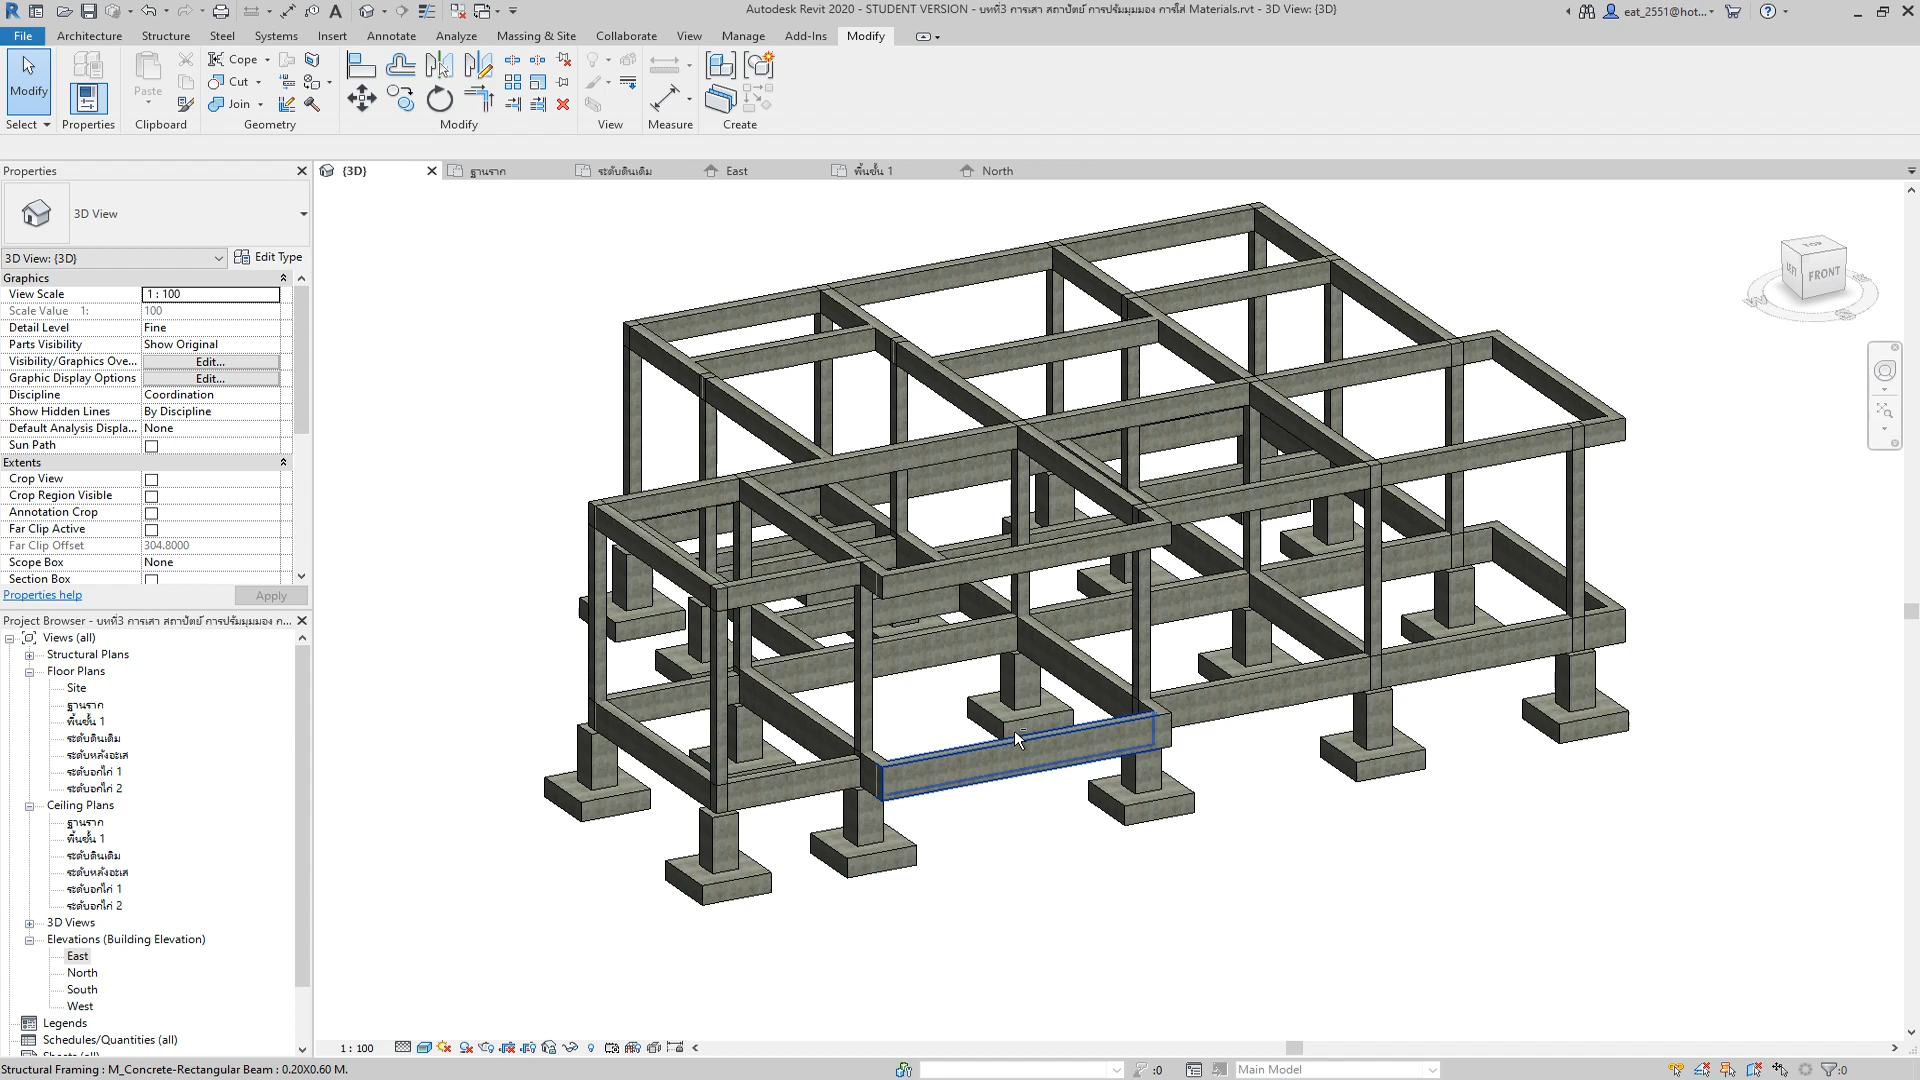 Autodesk Revit 2020 - STUDENT VERSION - บทที่3 การเสา สถาปัตย์ การปรัมมุมมอง การใส่ Materials.rvt - 3D View: {3D}
eat_2551@hot...
File Architecture Structure Steel Systems Insert Annotate Analyze Massing & Site Collaborate View Manage Add-Ins Modify
Modify
Paste
Cope
Cut
Join
Select Properties Clipboard Geometry Modify View Measure Create
Properties
3D View
3D View: {3D}
Edit Type
Graphics
View Scale 1 : 100
Scale Value 1: 100
Detail Level Fine
Parts Visibility Show Original
Visibility/Graphics Ove... Edit...
Graphic Display Options Edit...
Discipline Coordination
Show Hidden Lines By Discipline
Default Analysis Displa... None
Sun Path
Extents
Crop View
Crop Region Visible
Annotation Crop
Far Clip Active
Far Clip Offset 304.8000
Scope Box None
Section Box
Properties help
Apply
Project Browser - บทที่3 การเสา สถาปัตย์ การปรัมมุมมอง ก...
Views (all)
Structural Plans
Floor Plans
Site
ฐานราก
พื้นชั้น 1
ระดับดินเดิม
ระดับหลังอะเส
ระดับอกไก่ 1
ระดับอกไก่ 2
Ceiling Plans
ฐานราก
พื้นชั้น 1
ระดับดินเดิม
ระดับหลังอะเส
ระดับอกไก่ 1
ระดับอกไก่ 2
3D Views
Elevations (Building Elevation)
East
North
South
West
Legends
Schedules/Quantities (all)
Sheets (all)
{3D} ฐานราก ระดับดินเดิม East พื้นชั้น 1 North
TOP
LEFT
FRONT
W
S
1 : 100
Structural Framing : M_Concrete-Rectangular Beam : 0.20X0.60 M.
:0
Main Model
:0